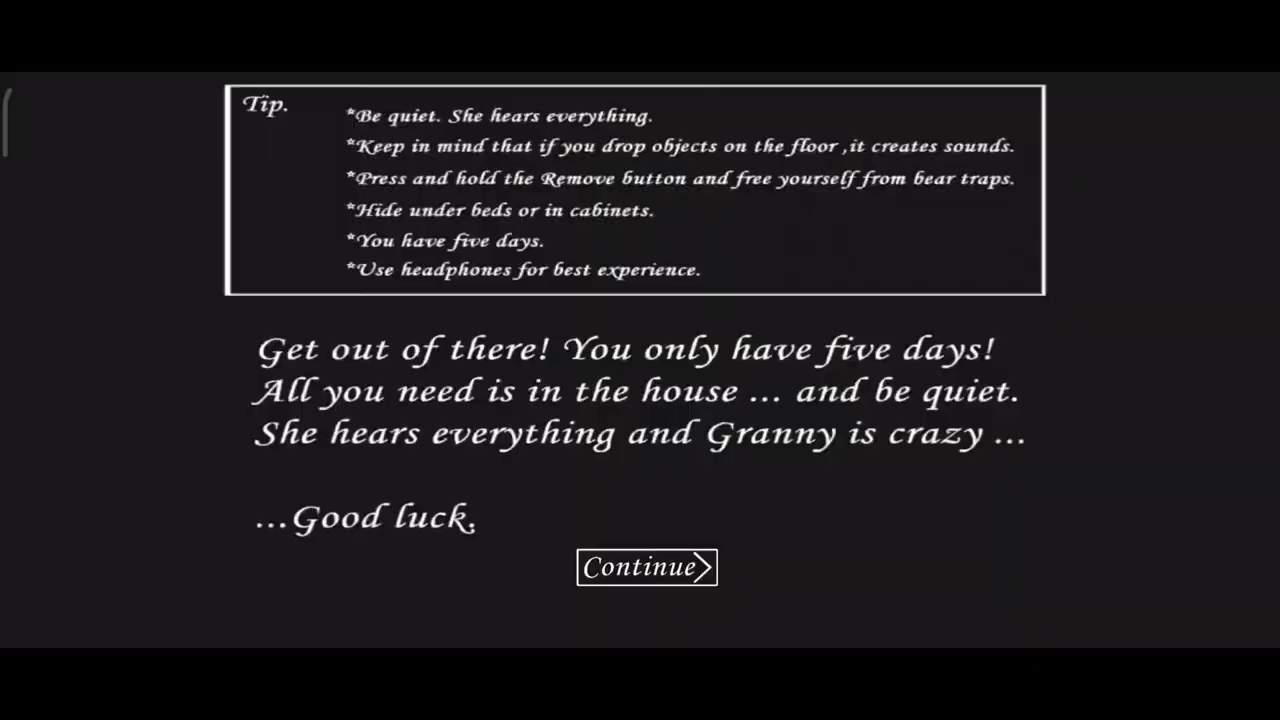 Tip.
*Be quiet. She hears everything.
*Keep in mind that if you drop objects on the floor ,it creates sounds.
*Press and hold the Remove button and free yourself from bear traps.
*Hide under beds or in cabinets.
*You have five days.
*Use headphones for best experience.
Get out of there! You only have five days!
All you need is in the house ... and be quiet.
She hears everything and Granny is crazy ...
...Good luck.
Continue>